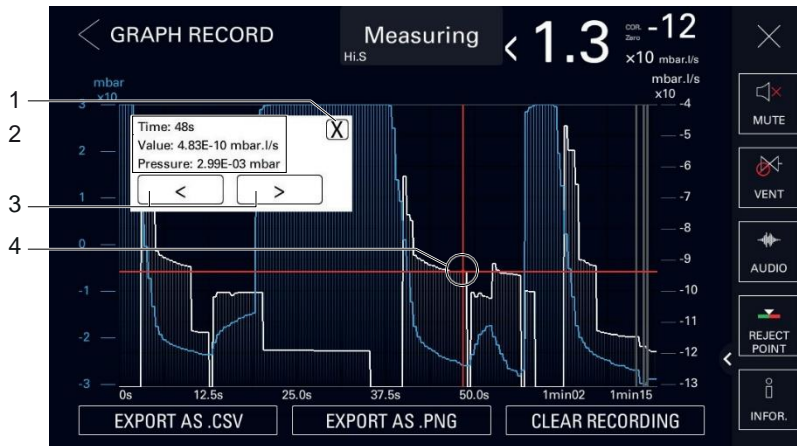 GRAPH RECORD
Measuring
Hi.S
< 1.3
COR.
Zero
-12
x10 mbar.l/s
mbar
x10
mbar.l/s
x10
1
2
3
4
Time: 48s
X
Value: 4.83E-10 mbar.l/s
Pressure: 2.99E-03 mbar
<
>
3
2
1
0
-1
-2
-3
-4
-5
-6
-7
-8
-9
-10
-11
-12
-13
0s
12.5s
25.0s
37.5s
50.0s
1min02
1min15
EXPORT AS .CSV
EXPORT AS .PNG
CLEAR RECORDING
MUTE
VENT
AUDIO
REJECT
POINT
INFOR.